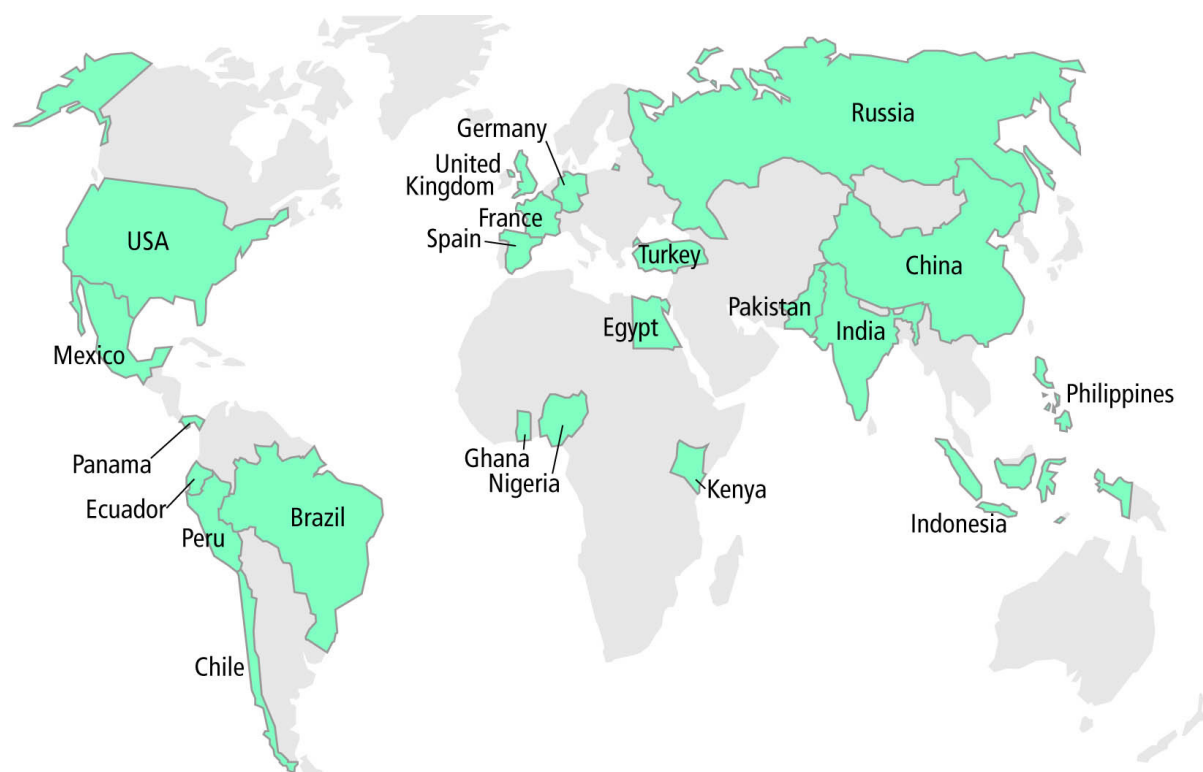 Russia
Germany
United
Kingdom
France
Spain
USA
Turkey
China
Pakistan
India
Egypt
Mexico
Philippines
Panama
Ghana
Nigeria
Kenya
Ecuador
Brazil
Peru
Indonesia
Chile